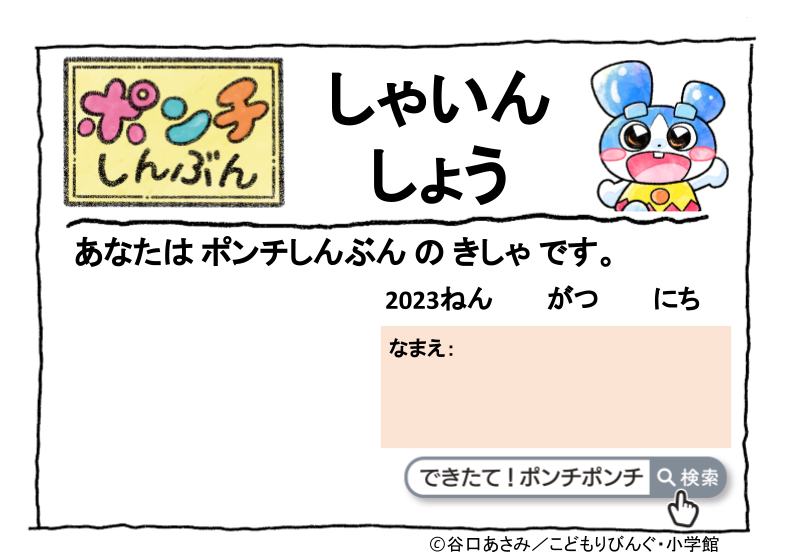 ポンチ
しんぶん
しゃいん
しょう
あなたは ポンチしんぶん の きしゃ です。
2023ねん　がつ　にち
なまえ:
できたて！ポンチポンチ 検索
©谷口あさみ／こどもりびんぐ・小学館